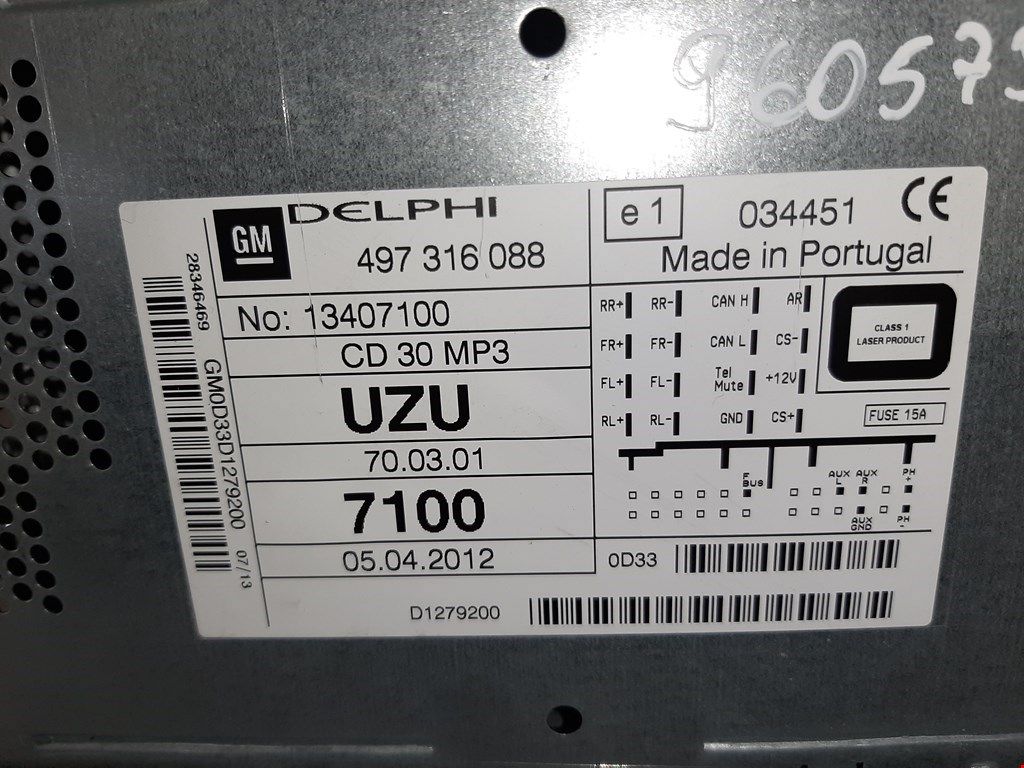 960573
GM
DELPHI
497 316 088
No: 13407100
CD 30 MP3
UZU
70.03.01
7100
05.04.2012
D1279200
28346469
GM0D33D1279200
07/13
e 1
034451
CE
Made in Portugal
RR+ RR- CAN H AR
FR+ FR- CAN L CS-
FL+ FL- Tel Mute +12V
RL+ RL- GND CS+
CLASS 1
LASER PRODUCT
FUSE 15A
F BUS
AUX L
AUX R
PH +
AUX GND
PH -
0D33